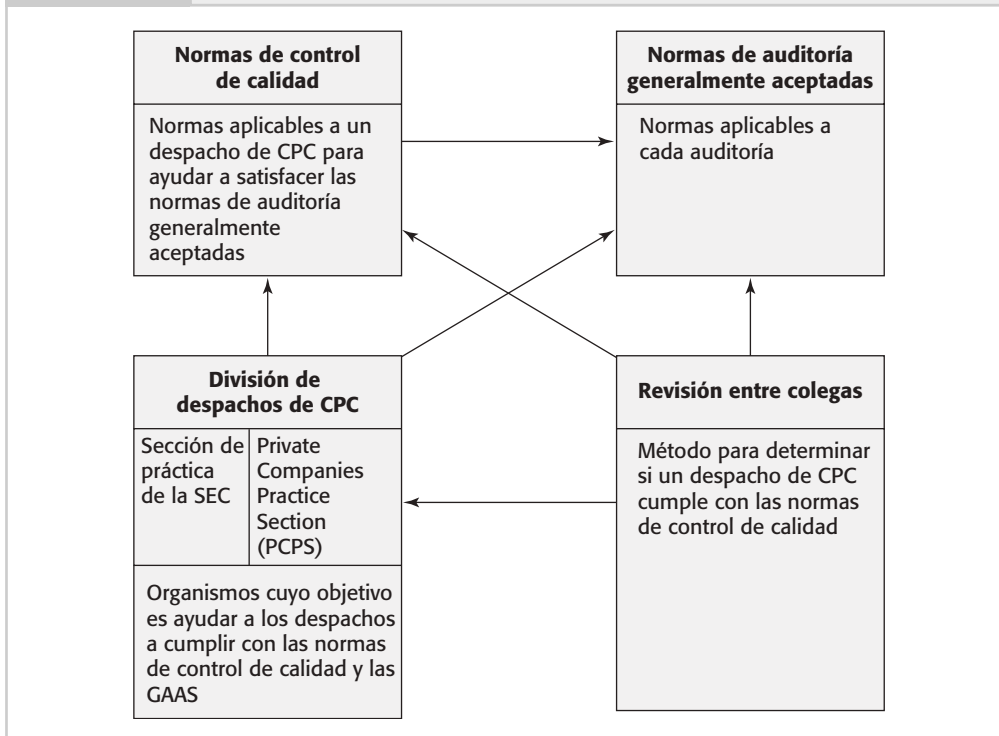 Normas de control
de calidad
Normas aplicables a un
despacho de CPC para
ayudar a satisfacer las
normas de auditoría
generalmente
aceptadas
Normas de auditoría
generalmente aceptadas
Normas aplicables a
cada auditoría
División de
despachos de CPC
Sección de
práctica
de la SEC
Private
Companies
Practice
Section
(PCPS)
Organismos cuyo objetivo
es ayudar a los despachos
a cumplir con las normas
de control de calidad y las
GAAS
Revisión entre colegas
Método para determinar
si un despacho de CPC
cumple con las normas
de control de calidad